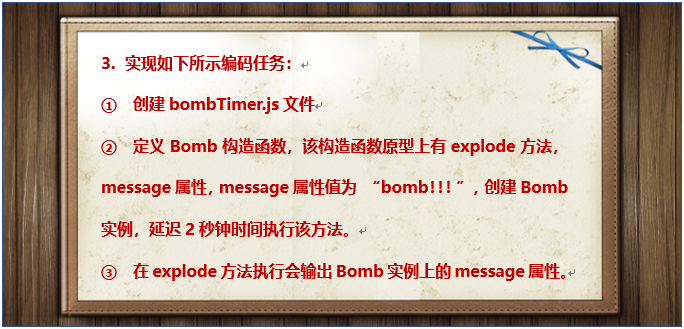 3. 实现如下所示编码任务：
① 创建 bombTimer.js 文件
② 定义 Bomb 构造函数，该构造函数原型上有 explode 方法，
message 属性，message 属性值为 “bomb!!! ”，创建 Bomb
实例，延迟 2 秒钟时间执行该方法。
③ 在 explode 方法执行会输出 Bomb 实例上的 message 属性。